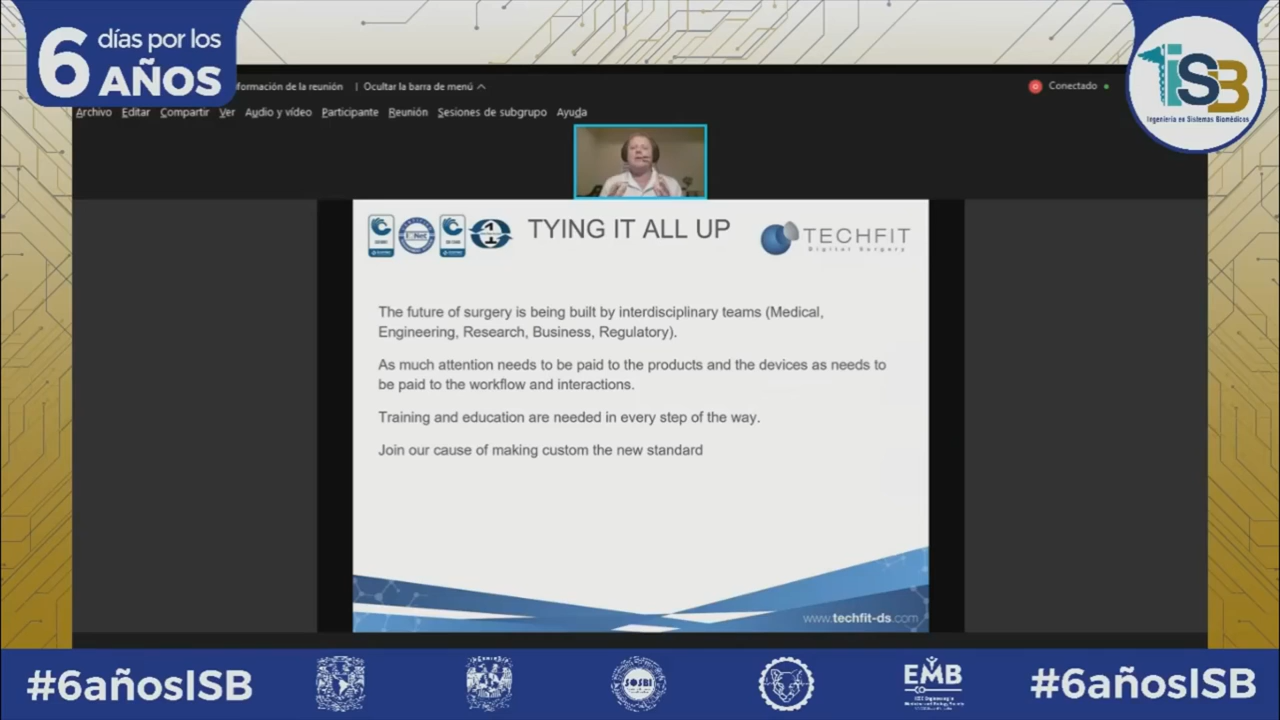 6 días por los
AÑOS
formación de la reunión | Ocultar la barra de menú
Conectado
ISB
Ingeniería en Sistemas Biomédicos
Archivo Editar Compartir Ver Audio y vídeo Participante Reunión Sesiones de subgrupo Ayuda
TYING IT ALL UP
TECHFIT
Digital Surgery
The future of surgery is being built by interdisciplinary teams (Medical,
Engineering, Research, Business, Regulatory).
As much attention needs to be paid to the products and the devices as needs to
be paid to the workflow and interactions.
Training and education are needed in every step of the way.
Join our cause of making custom the new standard
www.techfit-ds.com
#6añosISB
SOSBI
EMB
#6añosISB